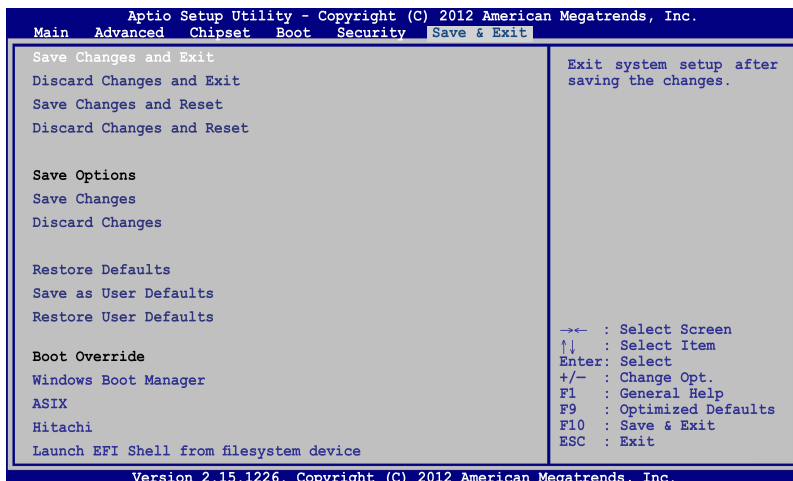 Aptio Setup Utility - Copyright (C) 2012 American Megatrends, Inc.
Main Advanced Chipset Boot Security Save & Exit
Save Changes and Exit
Discard Changes and Exit
Save Changes and Reset
Discard Changes and Reset
Save Options
Save Changes
Discard Changes
Restore Defaults
Save as User Defaults
Restore User Defaults
Boot Override
Windows Boot Manager
ASIX
Hitachi
Launch EFI Shell from filesystem device
Exit system setup after
saving the changes.
→← : Select Screen
↑↓ : Select Item
Enter: Select
+/— : Change Opt.
F1 : General Help
F9 : Optimized Defaults
F10 : Save & Exit
ESC : Exit
Version 2.15.1226. Copyright (C) 2012 American Megatrends, Inc.